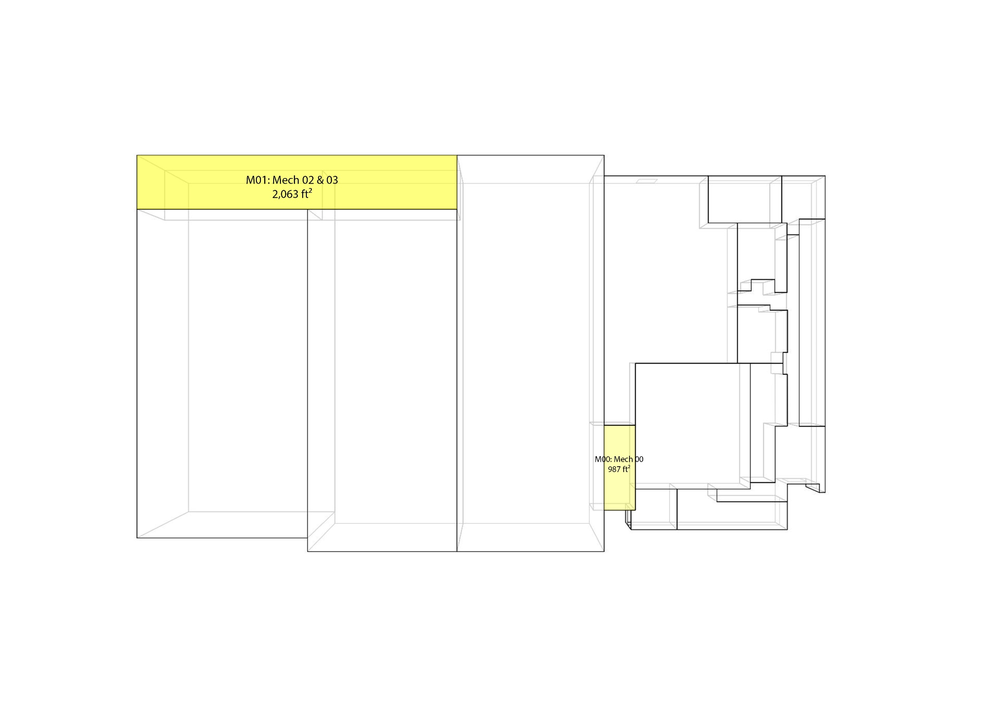 M01: Mech 02 & 03
2,063 ft²
M00: Mech 00
987 ft²